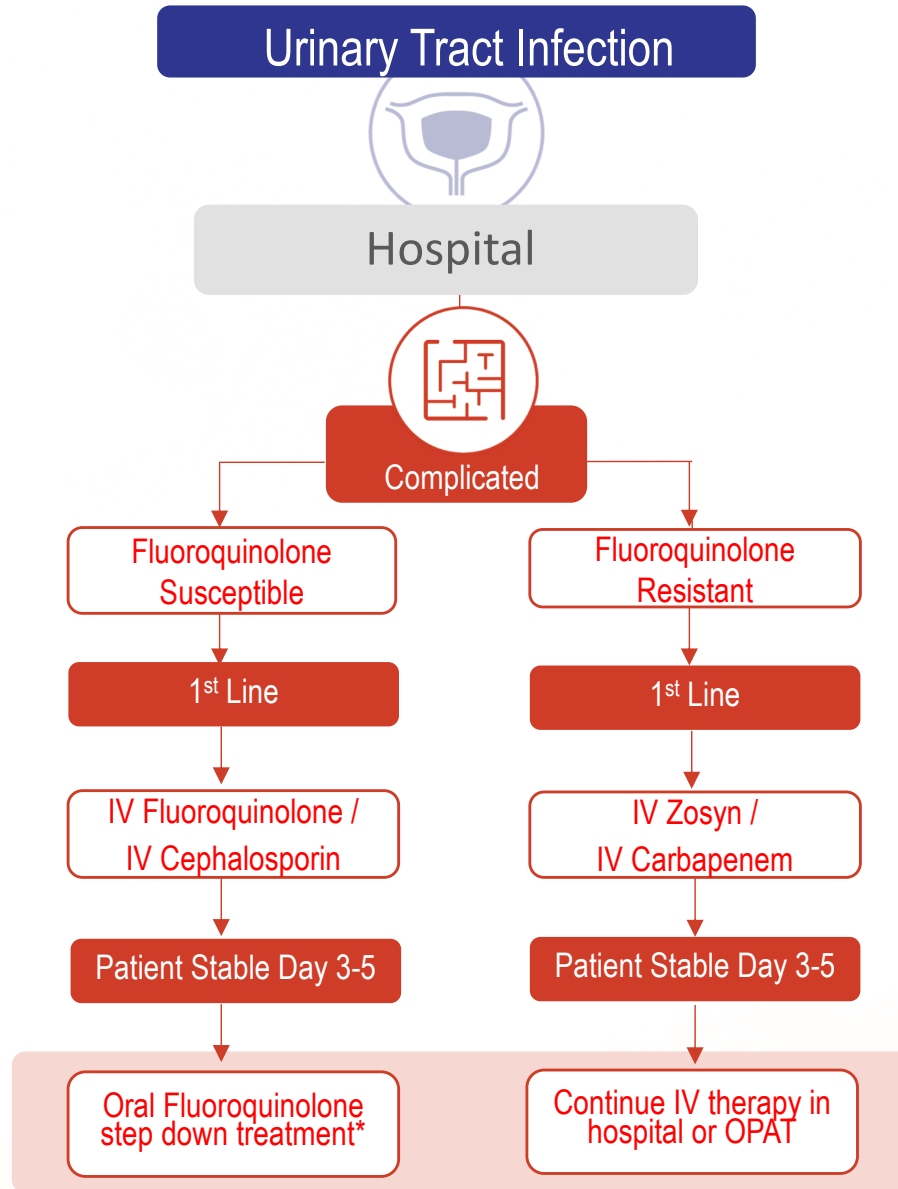 Urinary Tract Infection
Hospital
Complicated
Fluoroquinolone
Susceptible
Fluoroquinolone
Resistant
1st Line
1st Line
IV Fluoroquinolone /
IV Cephalosporin
IV Zosyn /
IV Carbapenem
Patient Stable Day 3-5
Patient Stable Day 3-5
Oral Fluoroquinolone
step down treatment*
Continue IV therapy in
hospital or OPAT